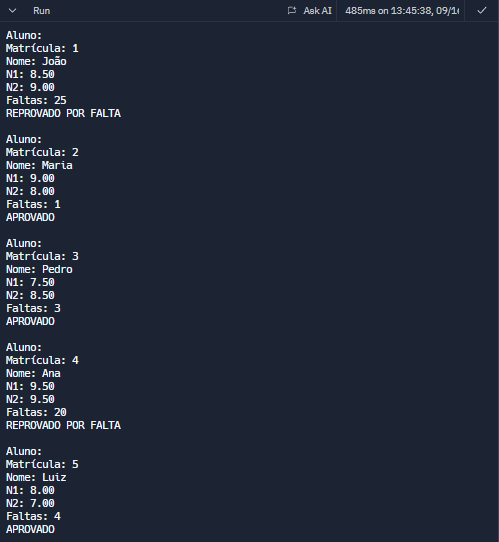 Run Ask AI 485ms on 13:45:38, 09/16
Aluno:
Matrícula: 1
Nome: João
N1: 8.50
N2: 9.00
Faltas: 25
REPROVADO POR FALTA
Aluno:
Matrícula: 2
Nome: Maria
N1: 9.00
N2: 8.00
Faltas: 1
APROVADO
Aluno:
Matrícula: 3
Nome: Pedro
N1: 7.50
N2: 8.50
Faltas: 3
APROVADO
Aluno:
Matrícula: 4
Nome: Ana
N1: 9.50
N2: 9.50
Faltas: 20
REPROVADO POR FALTA
Aluno:
Matrícula: 5
Nome: Luiz
N1: 8.00
N2: 7.00
Faltas: 4
APROVADO